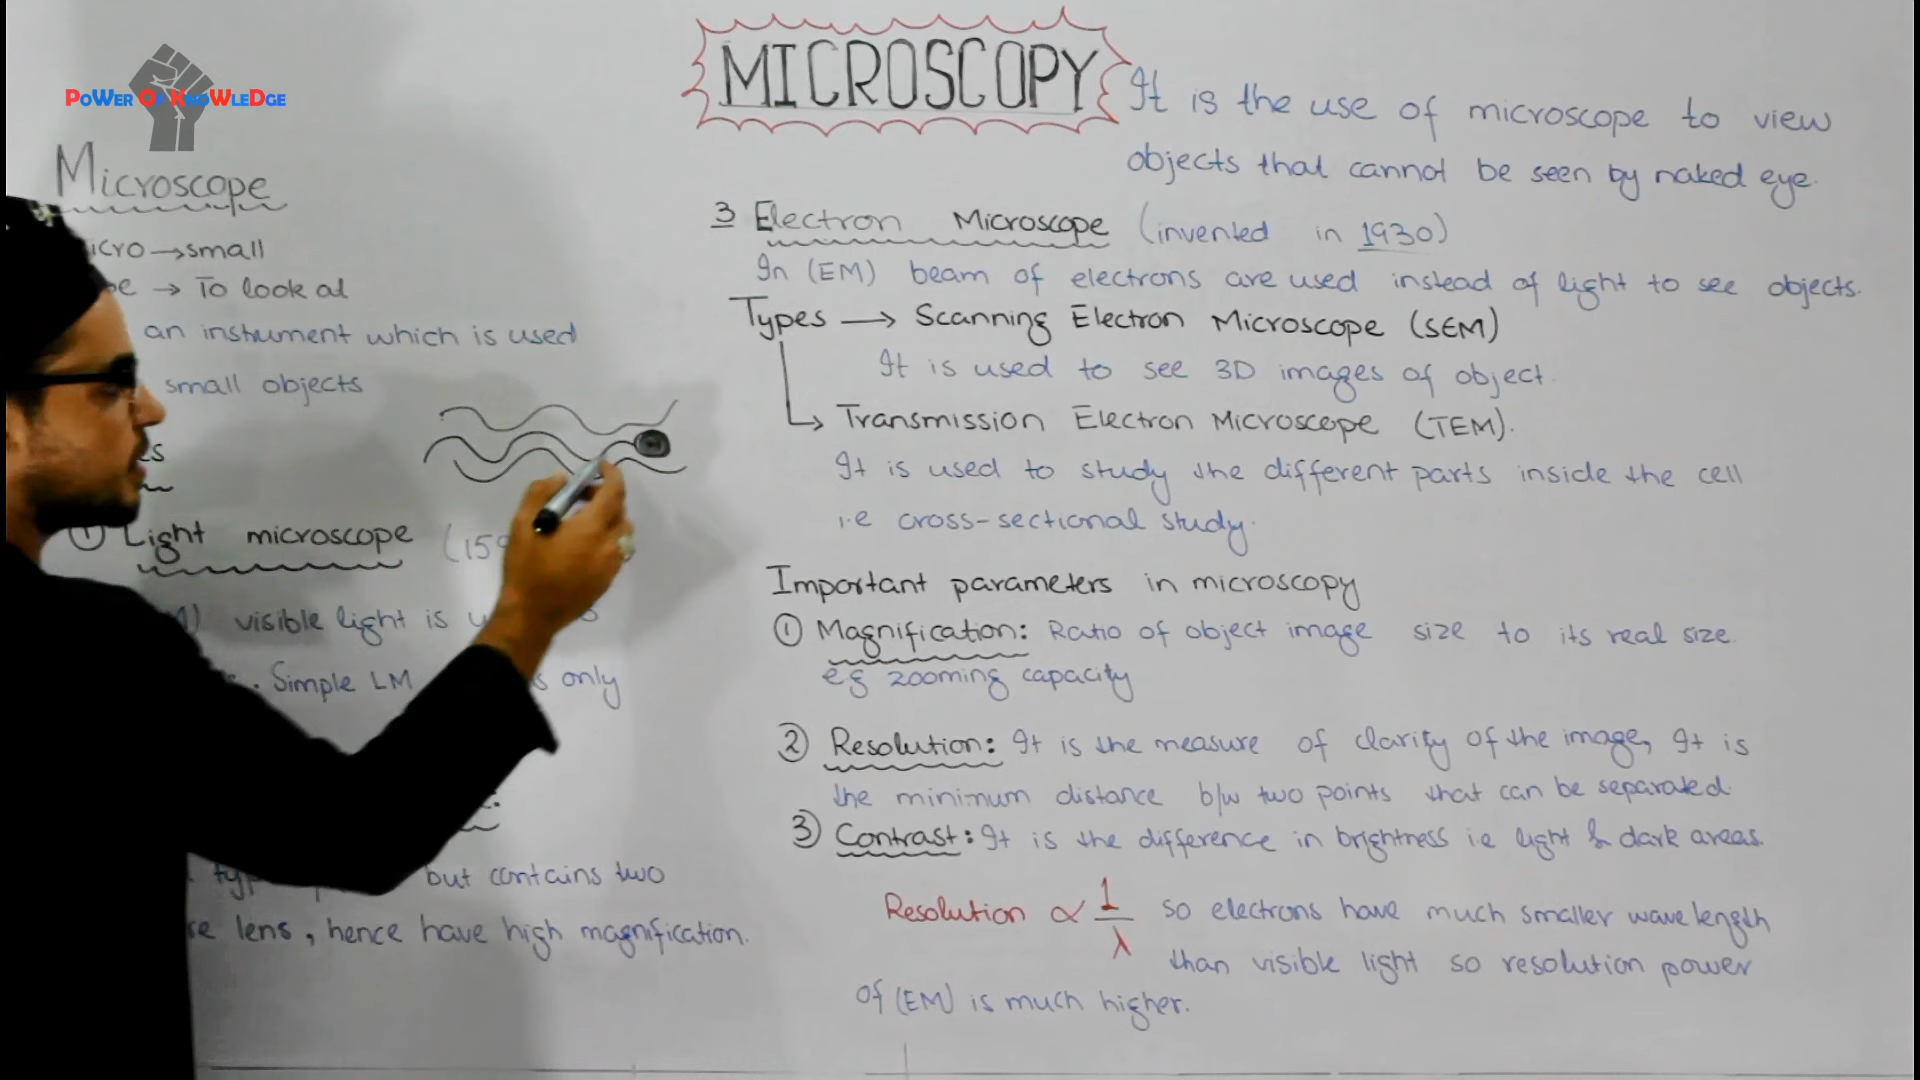 PoWer Of KnoWleDge
MICROSCOPY
It is the use of microscope to view
objects that cannot be seen by naked eye.
Microscope
icro → small
pe → To look at
an instrument which is used
small objects
es
① Light microscope (15
visible light is
Simple LM only
but contains two
re lens, hence have high magnification.
3 Electron Microscope (invented in 1930)
In (EM) beam of electrons are used instead of light to see objects.
Types → Scanning Electron Microscope (SEM)
It is used to see 3D images of object.
→ Transmission Electron Microscope (TEM).
It is used to study the different parts inside the cell
i.e cross-sectional study.
Important parameters in microscopy
① Magnification: Ratio of object image size to its real size
eg zooming capacity
② Resolution: It is the measure of clarity of the image, It is
the minimum distance b/w two points that can be separated.
③ Contrast: It is the difference in brightness i.e light & dark areas.
Resolution ∝ 1/λ so electrons have much smaller wave length
than visible light so resolution power
of (EM) is much higher.